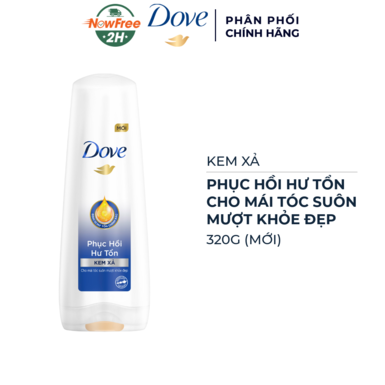 NowFree
2H
Dove
PHÂN PHỐI
CHÍNH HÃNG
MỚI
Dove
Phục Hồi
Hư Tổn
KEM XẢ
KEM XẢ
PHỤC HỒI HƯ TỔN
CHO MÁI TÓC SUÔN
MƯỢT KHỎE ĐẸP
320G (MỚI)